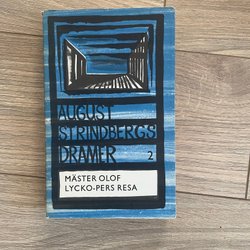 AUGUST
STRINDBERGS
DRAMER 2
MÄSTER OLOF
LYCKO-PERS RESA